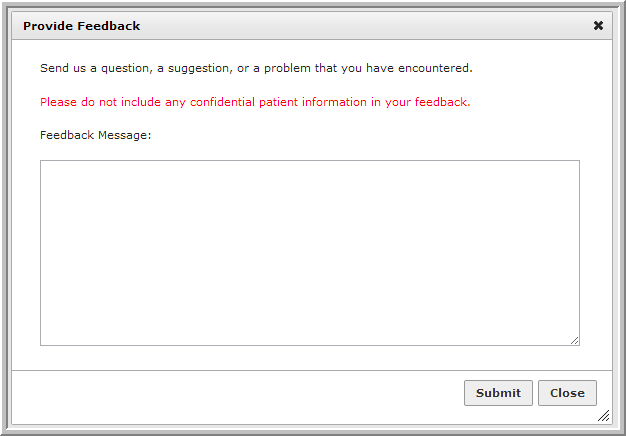 Provide Feedback
Send us a question, a suggestion, or a problem that you have encountered.
Please do not include any confidential patient information in your feedback.
Feedback Message:
Submit Close